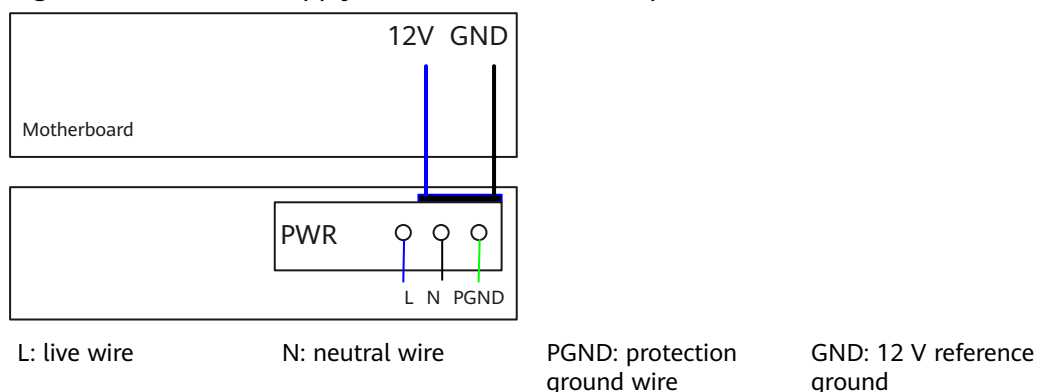 12V GND
Motherboard
PWR
L N PGND
L: live wire N: neutral wire PGND: protection ground wire GND: 12 V reference ground